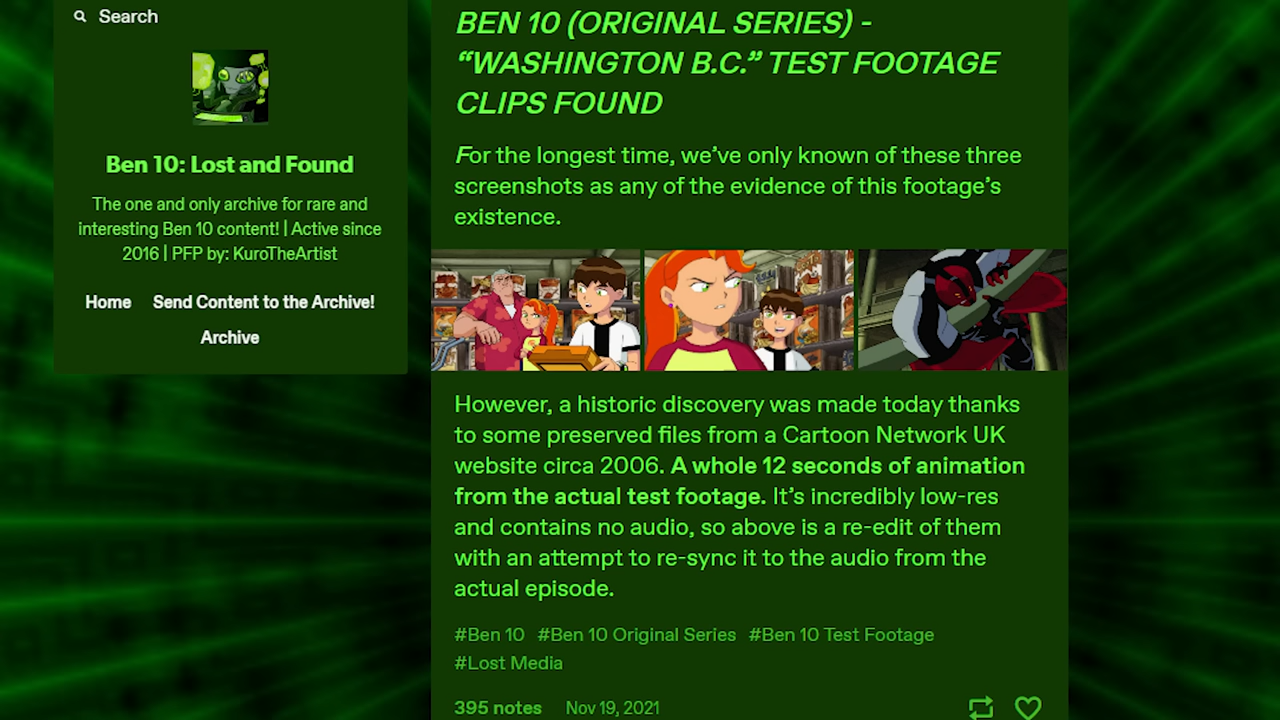 Search
Ben 10: Lost and Found
The one and only archive for rare and
interesting Ben 10 content! | Active since
2016 | PFP by: KuroTheArtist
Home Send Content to the Archive!
Archive
BEN 10 (ORIGINAL SERIES) -
“WASHINGTON B.C.” TEST FOOTAGE
CLIPS FOUND
For the longest time, we’ve only known of these three
screenshots as any of the evidence of this footage’s
existence.
However, a historic discovery was made today thanks
to some preserved files from a Cartoon Network UK
website circa 2006. A whole 12 seconds of animation
from the actual test footage. It’s incredibly low-res
and contains no audio, so above is a re-edit of them
with an attempt to re-sync it to the audio from the
actual episode.
#Ben 10 #Ben 10 Original Series #Ben 10 Test Footage
#Lost Media
395 notes Nov 19, 2021